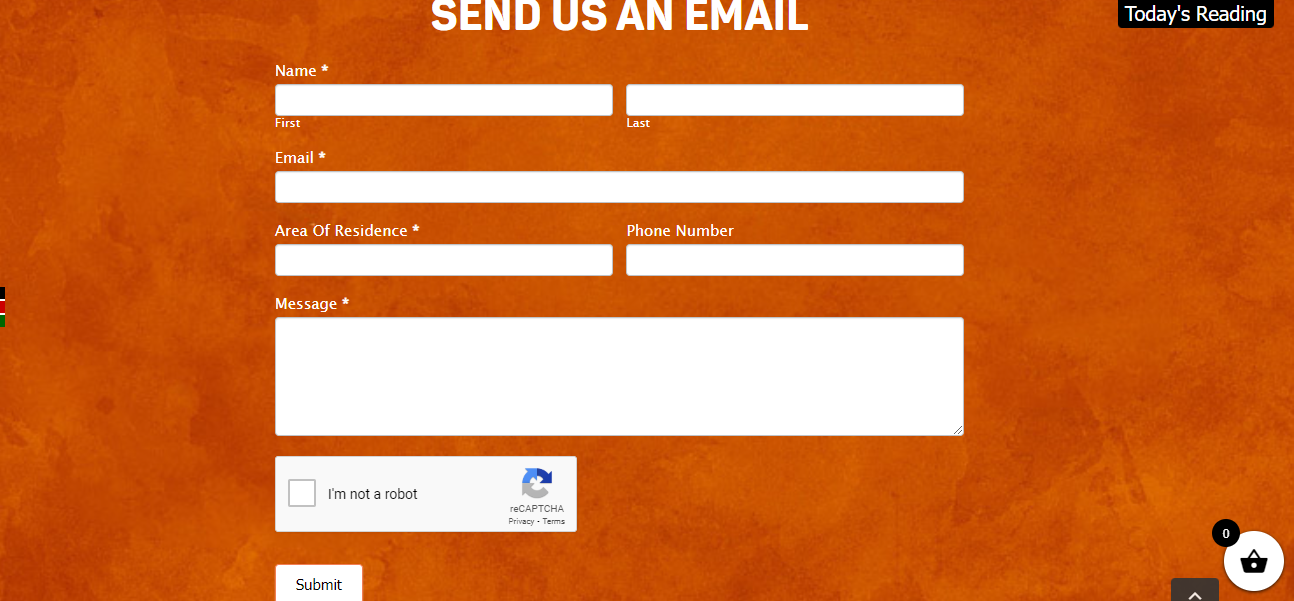 SEND US AN EMAIL
Today's Reading
Name *
First
Last
Email *
Area Of Residence *
Phone Number
Message *
I'm not a robot
reCAPTCHA
Privacy - Terms
0
Submit